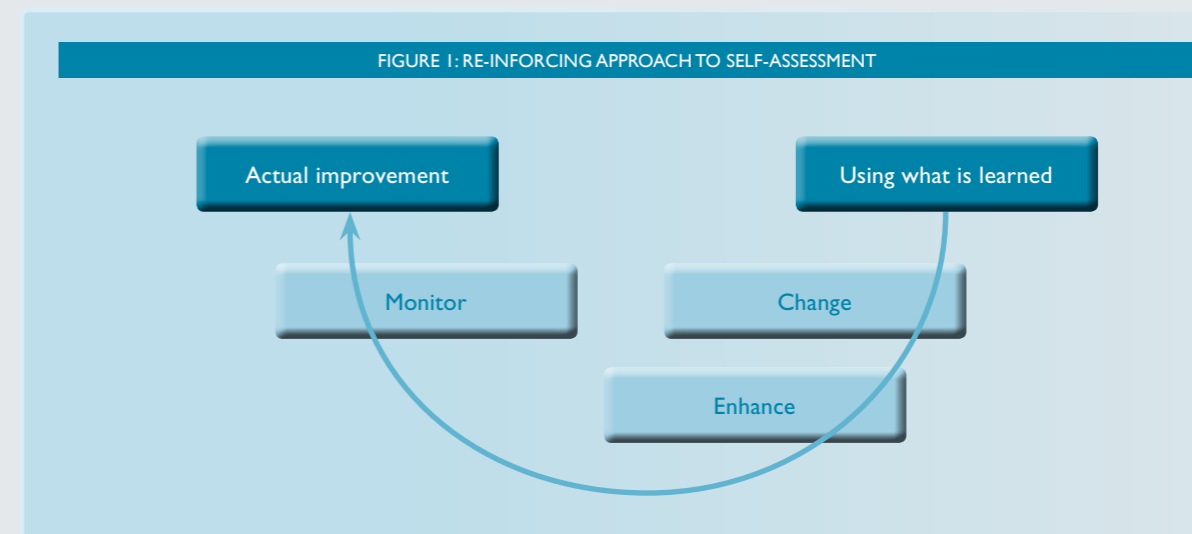 FIGURE 1: RE-INFORCING APPROACH TO SELF-ASSESSMENT
Actual improvement
Using what is learned
Monitor
Change
Enhance